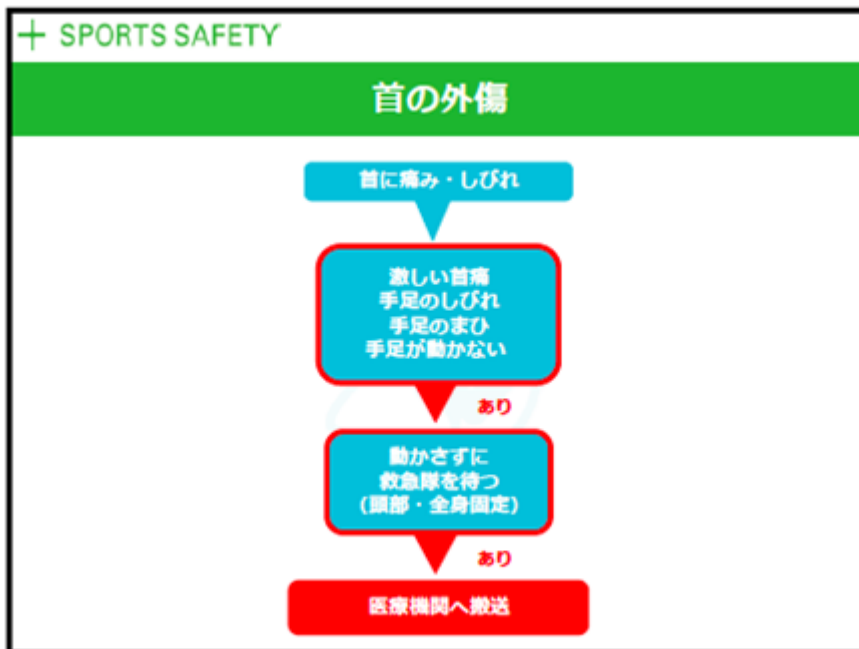 SPORTS SAFETY
首の外傷
首に痛み・しびれ
激しい首痛
手足のしびれ
手足のまひ
手足が動かない
あり
動かさずに
救急隊を待つ
(頭部・全身固定)
あり
医療機関へ搬送